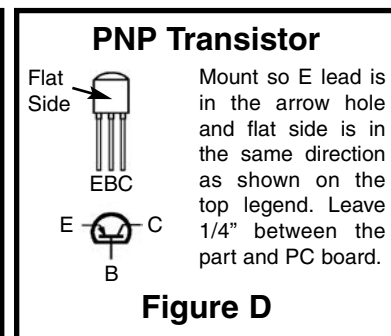 PNP Transistor
Flat
Side
EBC
E
C
B
Mount so E lead is
in the arrow hole
and flat side is in
the same direction
as shown on the
top legend. Leave
1/4” between the
part and PC board.
Figure D